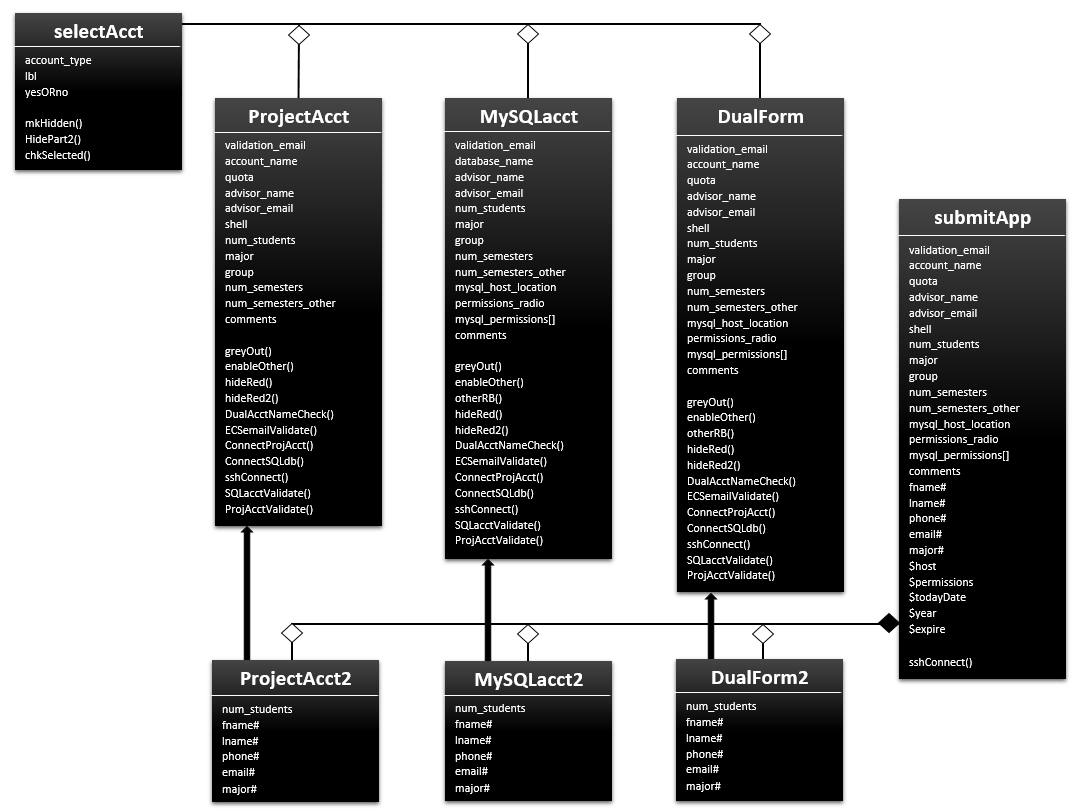 selectAcct
account_type
lbl
yesORno
mkHidden()
HidePart2()
chkSelected()
ProjectAcct
validation_email
account_name
quota
advisor_name
advisor_email
shell
num_students
major
group
num_semesters
num_semesters_other
comments
greyOut()
enableOther()
hideRed()
hideRed2()
DualAcctNameCheck()
ECSemailValidate()
ConnectProjAcct()
ConnectSQLdb()
sshConnect()
SQLacctValidate()
ProjAcctValidate()
MySQLacct
validation_email
database_name
advisor_name
advisor_email
num_students
major
group
num_semesters
num_semesters_other
mysql_host_location
permissions_radio
mysql_permissions[]
comments
greyOut()
enableOther()
otherRB()
hideRed()
hideRed2()
DualAcctNameCheck()
ECSemailValidate()
ConnectProjAcct()
ConnectSQLdb()
sshConnect()
SQLacctValidate()
ProjAcctValidate()
DualForm
validation_email
account_name
quota
advisor_name
advisor_email
shell
num_students
major
group
num_semesters
num_semesters_other
mysql_host_location
permissions_radio
mysql_permissions[]
comments
greyOut()
enableOther()
otherRB()
hideRed()
hideRed2()
DualAcctNameCheck()
ECSemailValidate()
ConnectProjAcct()
ConnectSQLdb()
sshConnect()
SQLacctValidate()
ProjAcctValidate()
submitApp
validation_email
account_name
quota
advisor_name
advisor_email
shell
num_students
major
group
num_semesters
num_semesters_other
mysql_host_location
permissions_radio
mysql_permissions[]
comments
fname#
lname#
phone#
email#
major#
$host
$permissions
$todayDate
$year
$expire
sshConnect()
ProjectAcct2
num_students
fname#
lname#
phone#
email#
major#
MySQLacct2
num_students
fname#
lname#
phone#
email#
major#
DualForm2
num_students
fname#
lname#
phone#
email#
major#